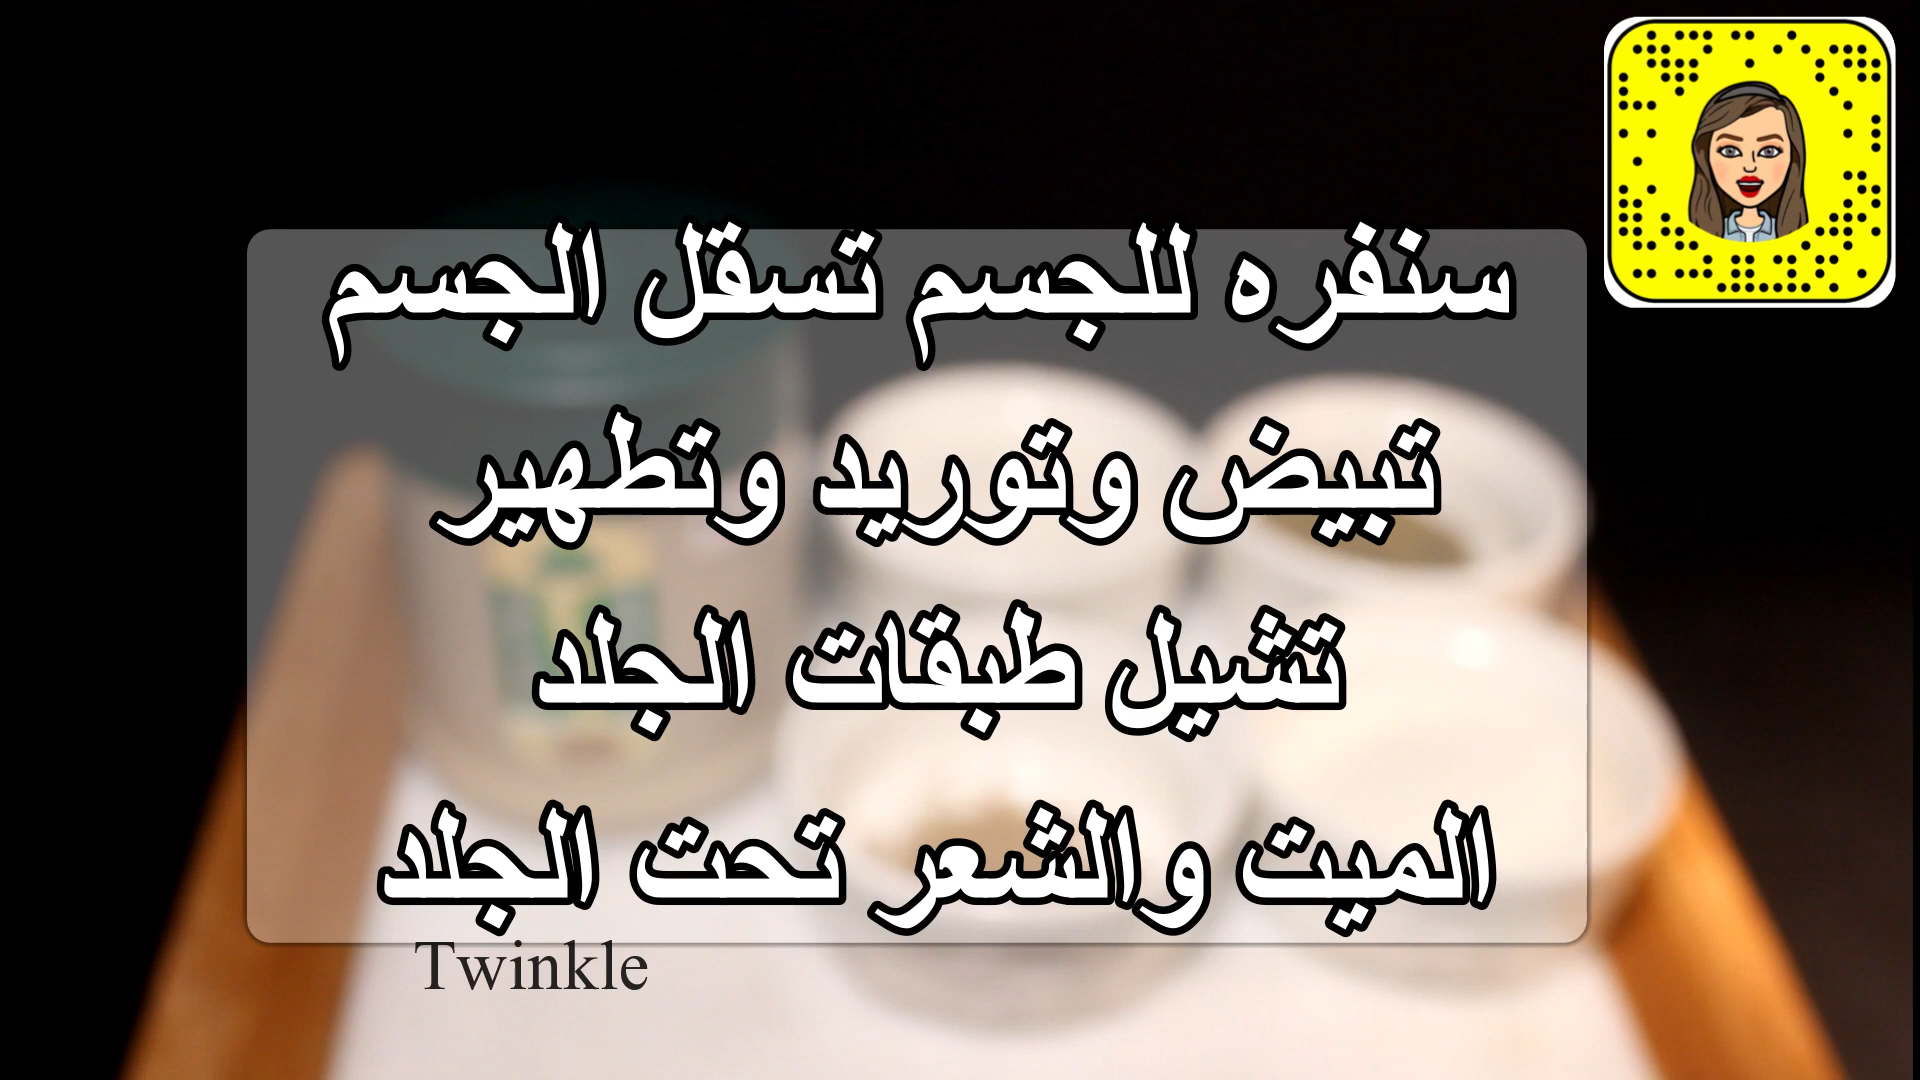 سنفره للجسم تسقل الجسم
تبيض وتوريد وتطهير
تشيل طبقات الجلد
الميت والشعر تحت الجلد
Twinkle